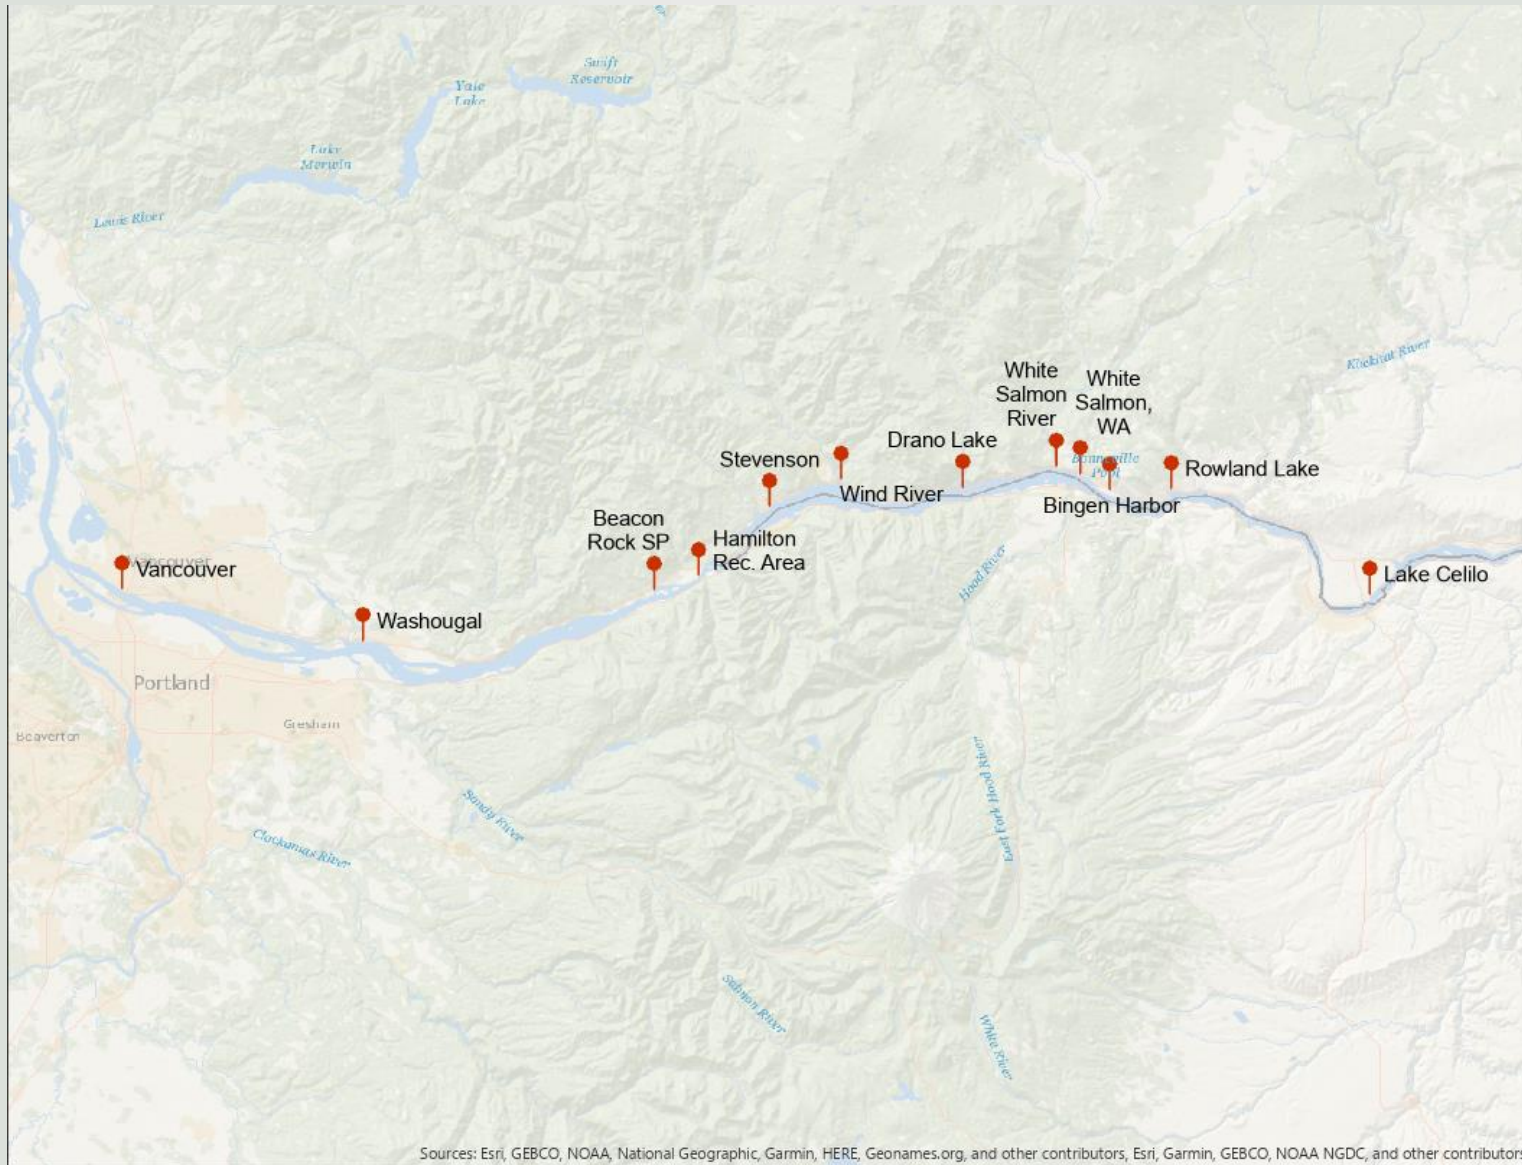 Swift
Reservoir
Yale
Lake
Lake
Merwin
Lewis River
Klickitat River
White
Salmon
River
White
Salmon,
WA
Drano Lake
Stevenson
Bonneville
Pool
Rowland Lake
Wind River
Bingen Harbor
Beacon
Rock SP
Hamilton
Rec. Area
Vancouver
Vancouver
Hood River
Lake Celilo
Washougal
Portland
Gresham
Beaverton
East Fork Hood River
Sandy River
Clackamas River
Salmon River
White River
Sources: Esri, GEBCO, NOAA, National Geographic, Garmin, HERE, Geonames.org, and other contributors, Esri, Garmin, GEBCO, NOAA NGDC, and other contributors